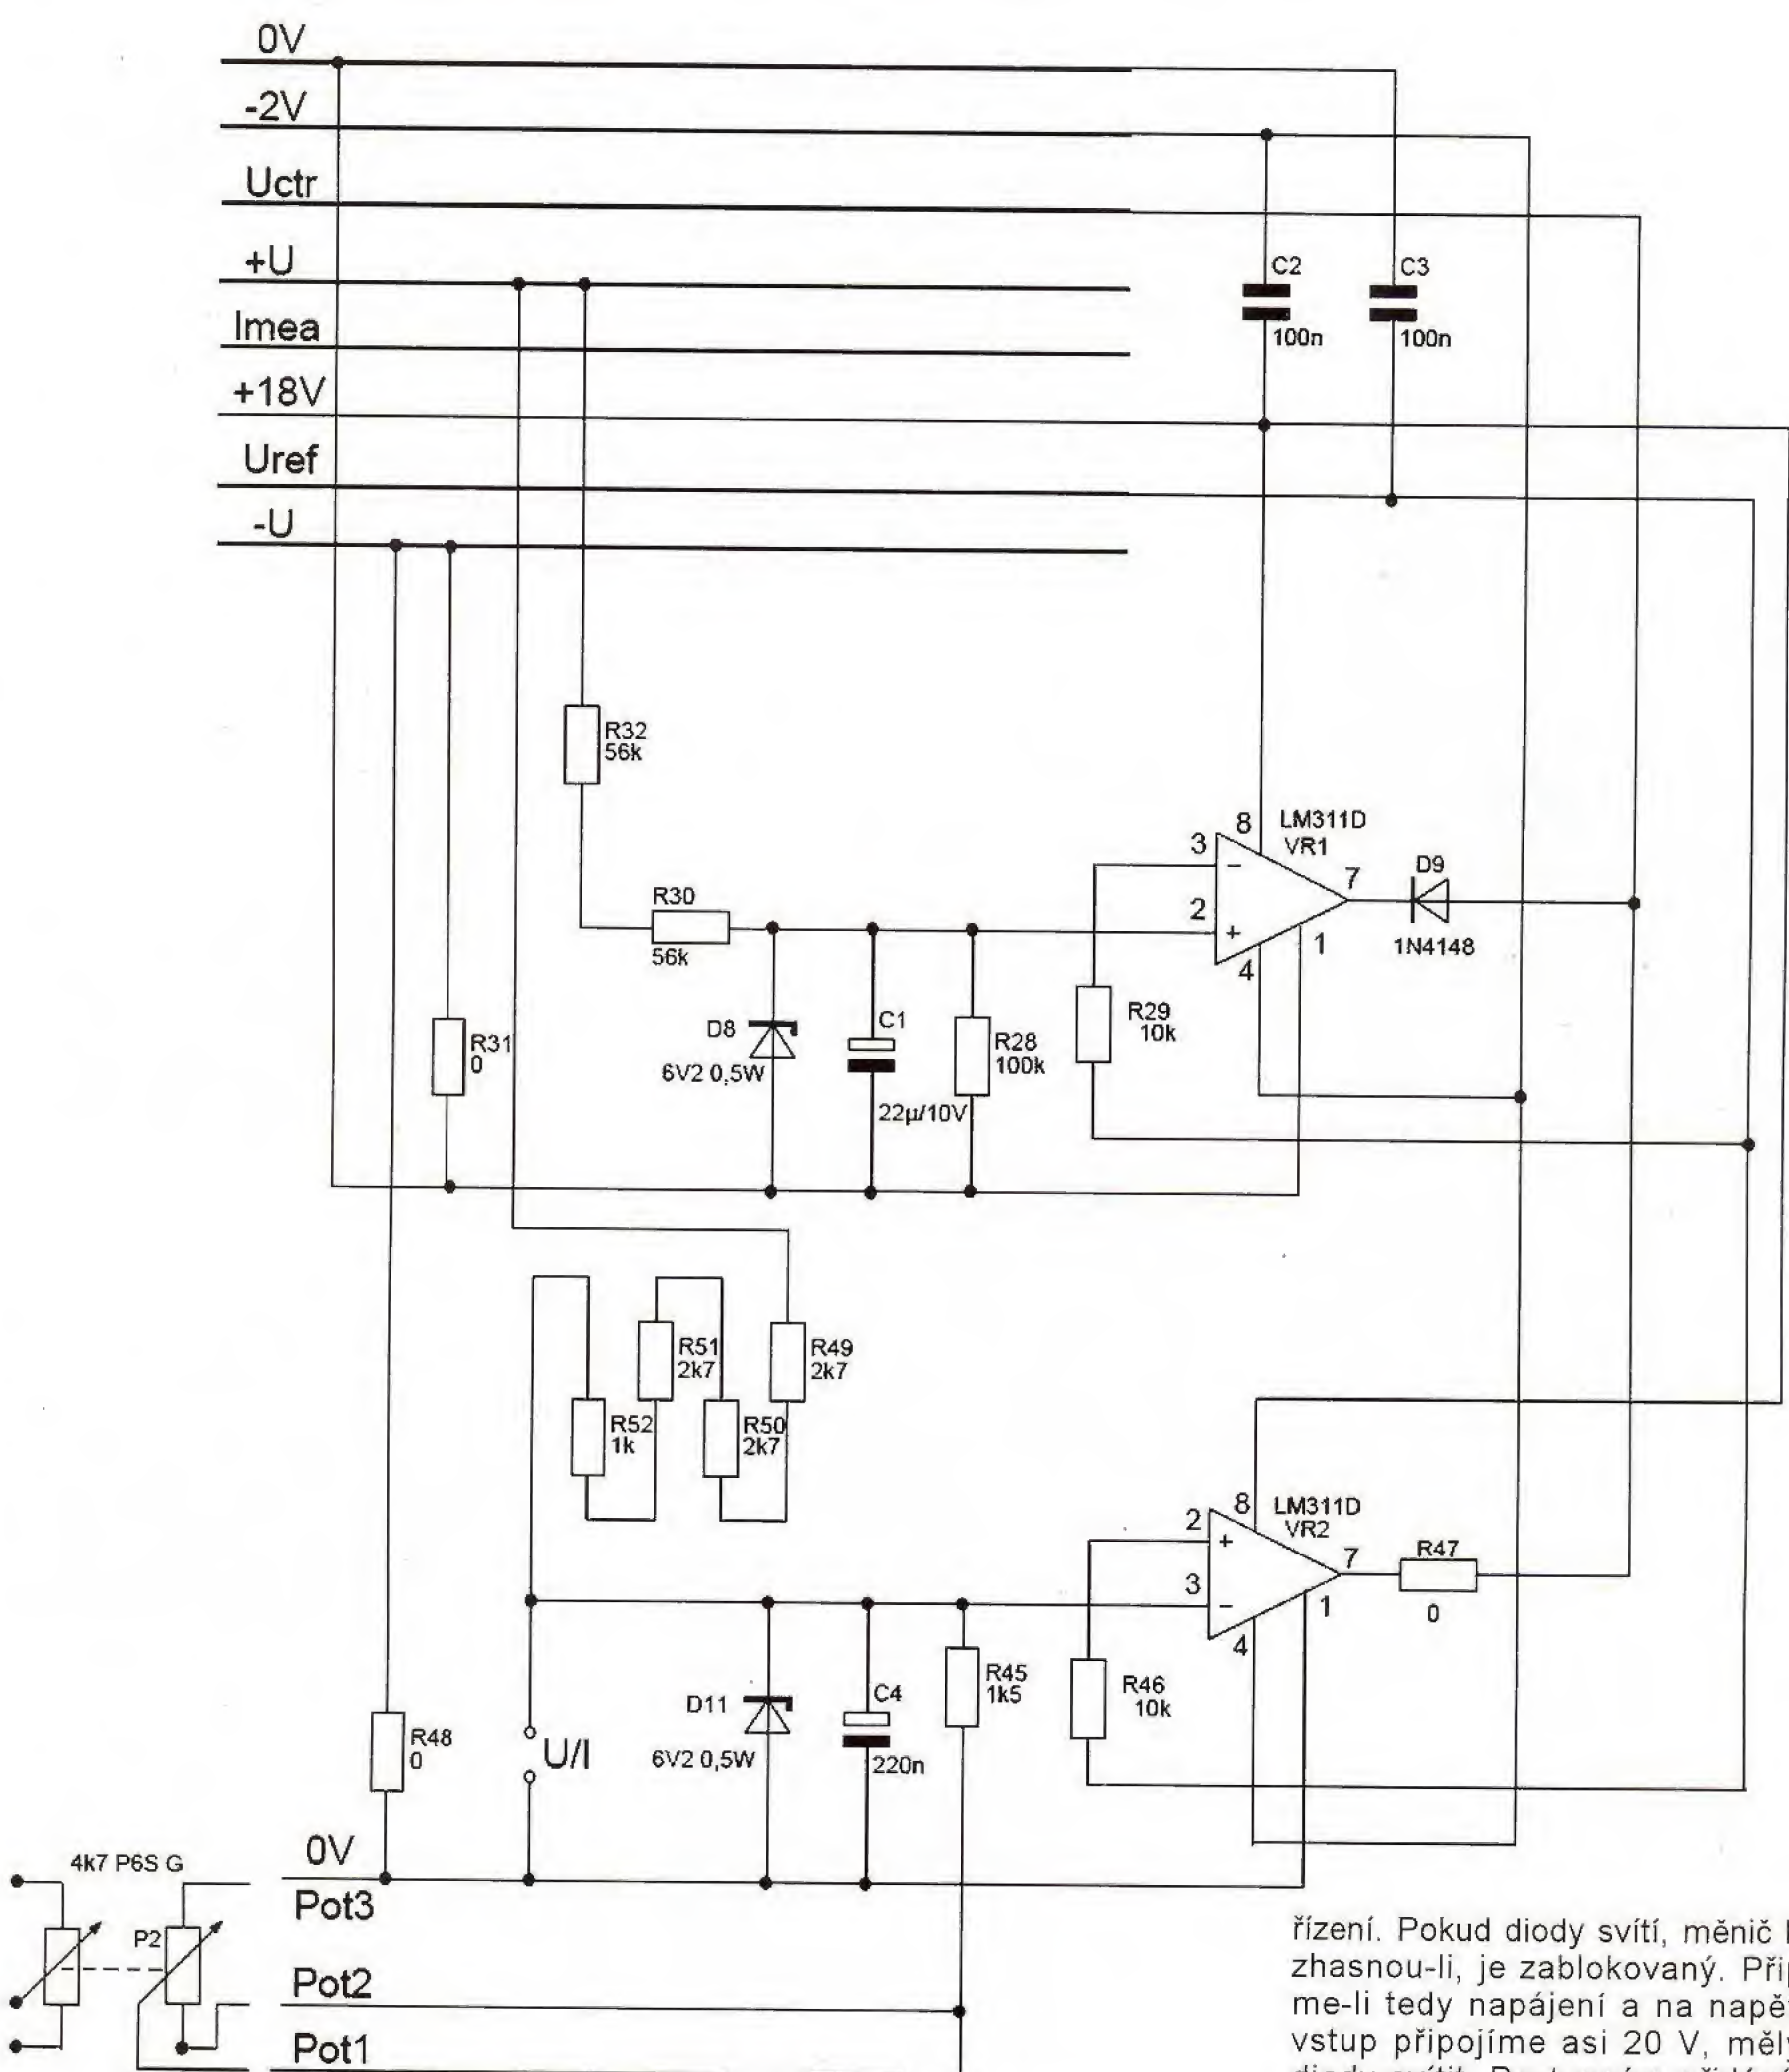 0V
-2V
Uctr
+U
Imea
+18V
Uref
-U
C2
100n
C3
100n
R32
56k
R30
56k
8
LM311D
VR1
3
-
2
+
7
1
4
D9
1N4148
R29
10k
R31
0
D8
6V2 0,5W
C1
22µ/10V
R28
100k
R51
2k7
R49
2k7
R52
1k
R50
2k7
8
LM311D
VR2
2
+
3
-
7
1
4
R47
0
R46
10k
R45
1k5
D11
6V2 0,5W
C4
220n
R48
0
U/I
4k7 P6S G
P2
0V
Pot3
Pot2
Pot1
řízení. Pokud diody svítí, měnič
zhasnou-li, je zablokovaný.
me-li tedy napájení a na
vstup připojíme asi 20 V,